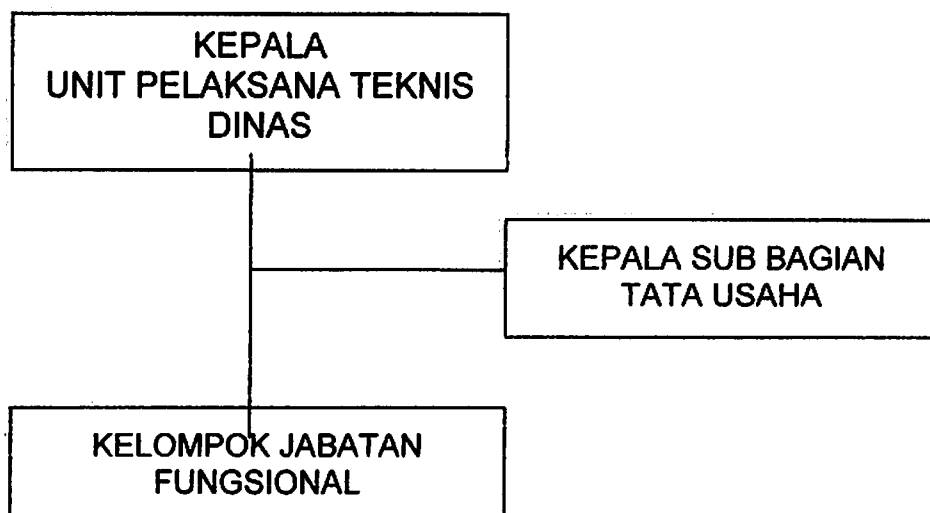 KEPALA
UNIT PELAKSANA TEKNIS
DINAS
KEPALA SUB BAGIAN
TATA USAHA
KELOMPOK JABATAN
FUNGSIONAL